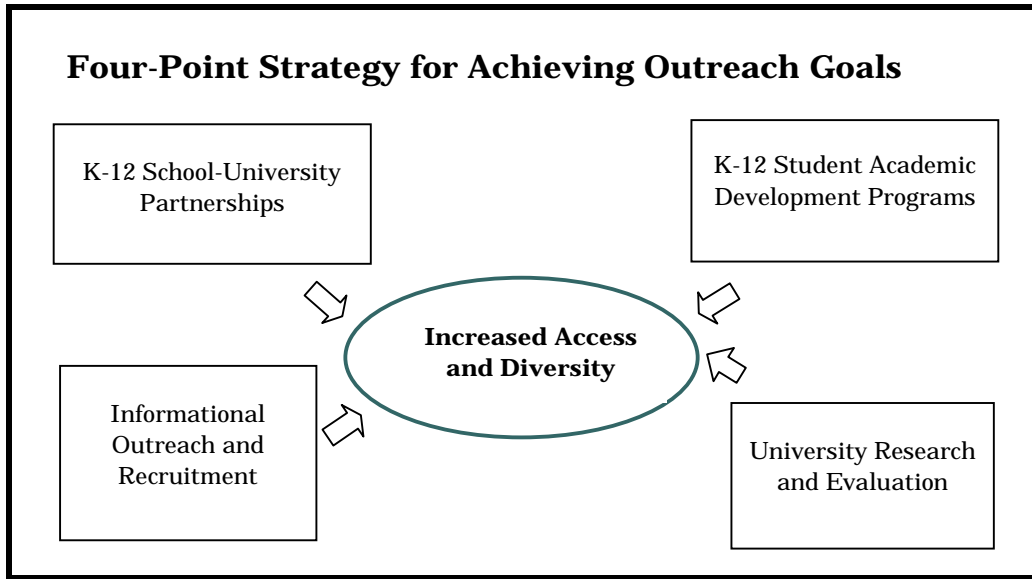 Four-Point Strategy for Achieving Outreach Goals
K-12 School-University
Partnerships
K-12 Student Academic
Development Programs
Increased Access
and Diversity
Informational
Outreach and
Recruitment
University Research
and Evaluation